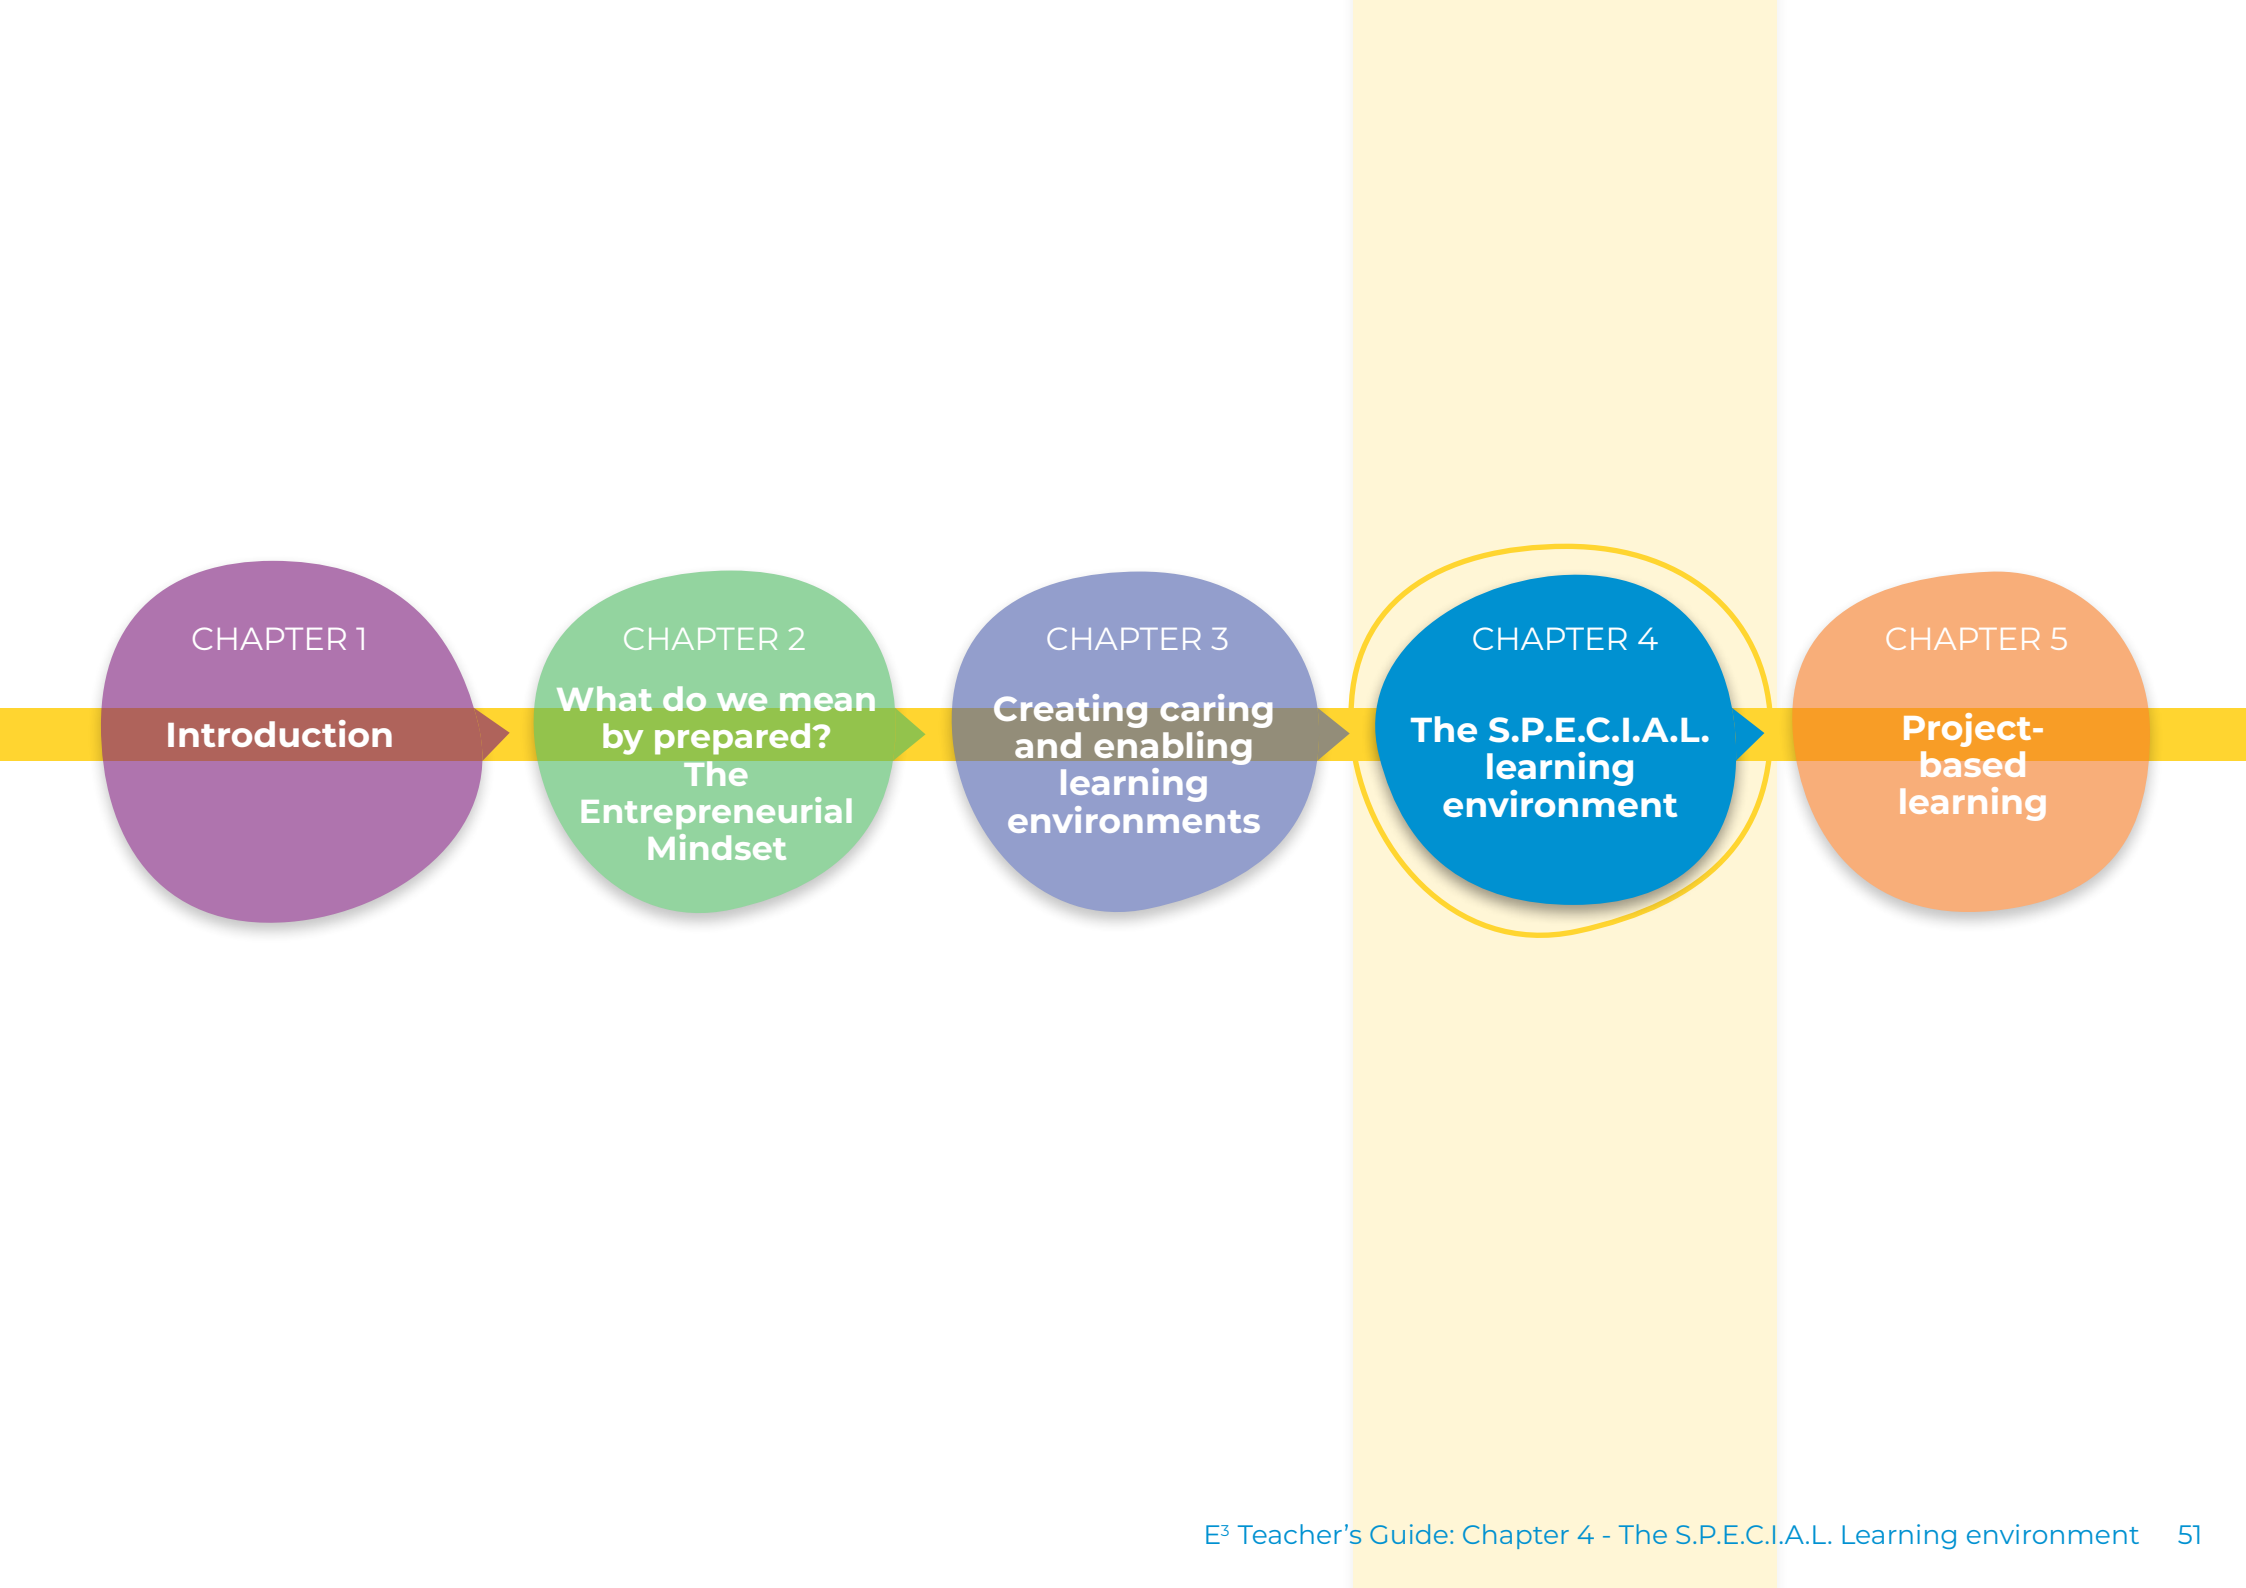 CHAPTER 1
Introduction
CHAPTER 2
What do we mean
by prepared?
The
Entrepreneurial
Mindset
CHAPTER 3
Creating caring
and enabling
learning
environments
CHAPTER 4
The S.P.E.C.I.A.L.
learning
environment
CHAPTER 5
Project-
based
learning
E³ Teacher’s Guide: Chapter 4 - The S.P.E.C.I.A.L. Learning environment 51